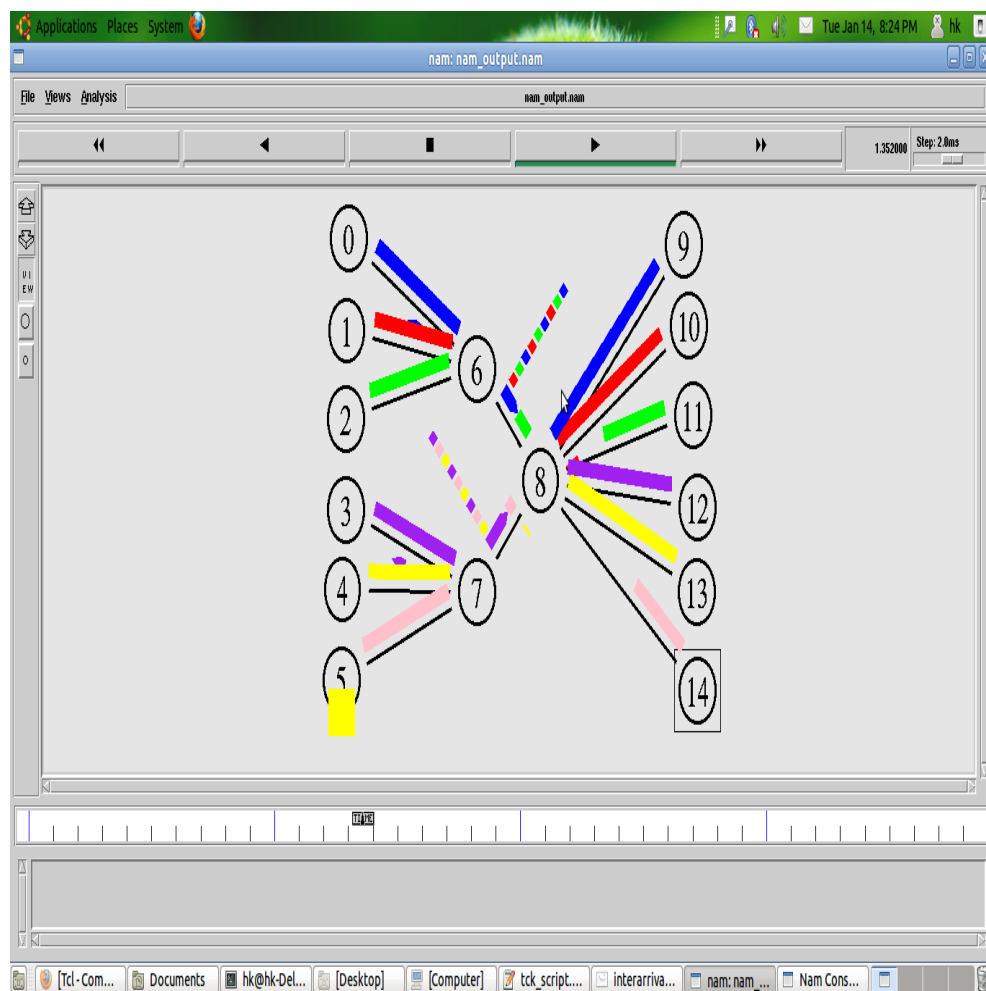 Applications Places System Tue Jan 14, 8:24 PM hk
nam: nam_output.nam
File Views Analysis nam_output.nam
1.352000 Step: 2.0ms
VI
EW
0 9
1 10
6
2 11
8
3 12
4 7 13
5 14
TIME
[Tcl - Com... Documents hk@hk-Del... [Desktop] [Computer] tck_script.... interarriva... nam: nam_... Nam Cons...